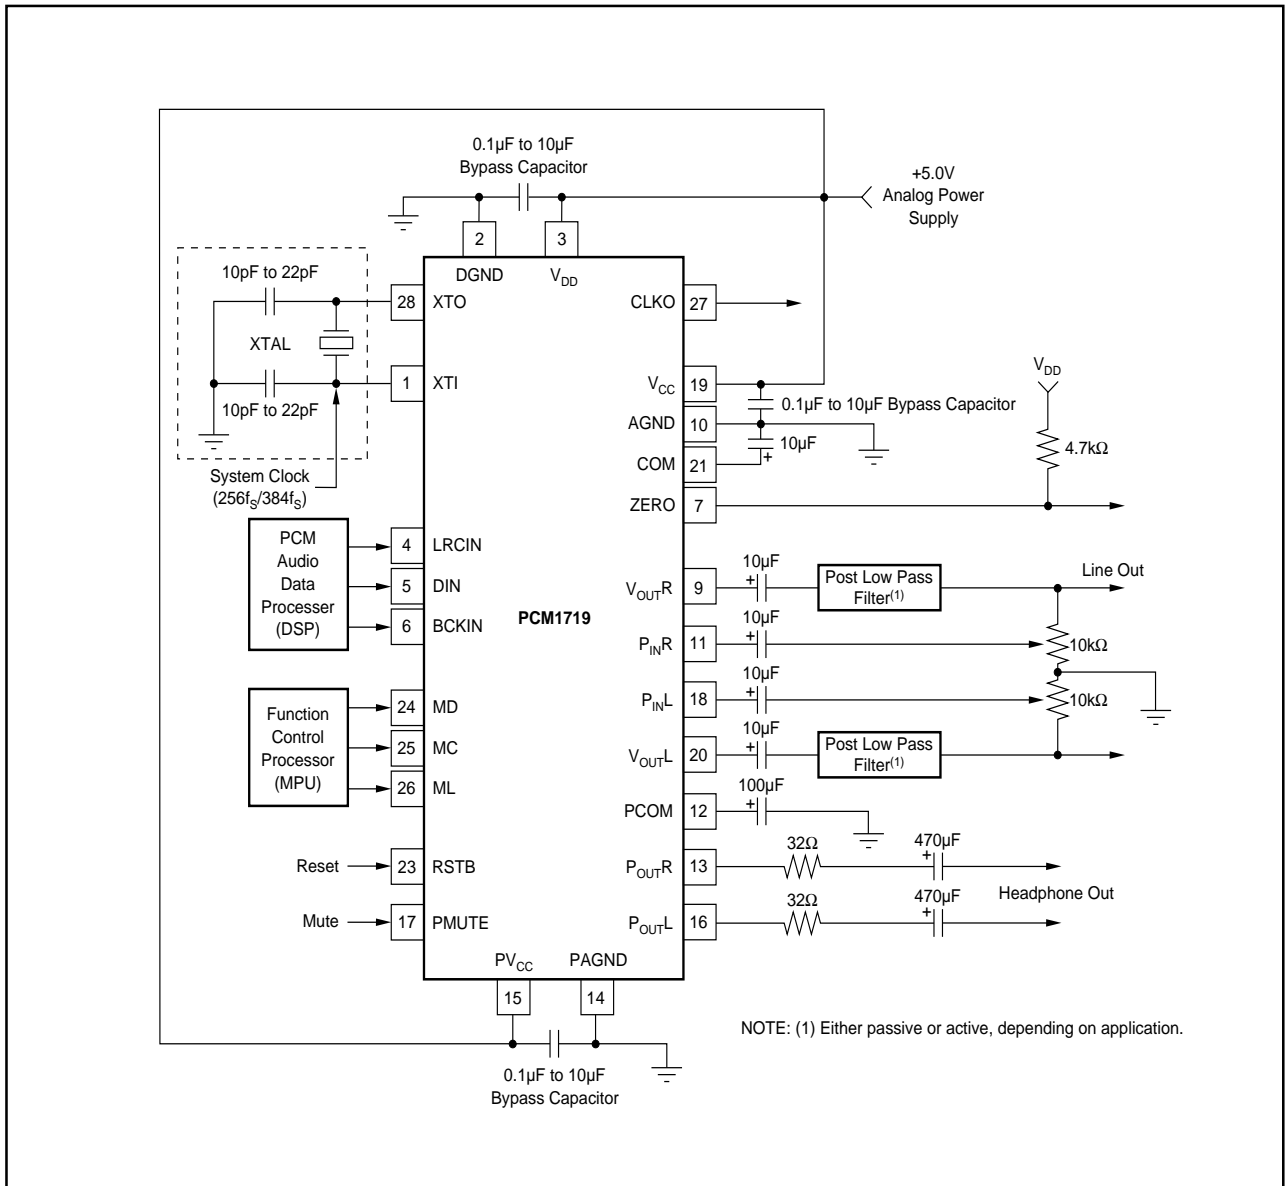 0.1µF to 10µF
Bypass Capacitor
+5.0V
Analog Power
Supply
2
3
DGND
VDD
10pF to 22pF
28
XTO
CLKO
27
XTAL
1
XTI
VCC
19
VDD
10pF to 22pF
0.1µF to 10µF Bypass Capacitor
AGND
10
10µF
+
4.7kΩ
COM
21
System Clock
(256fS/384fS)
ZERO
7
PCM
Audio
Data
Processer
(DSP)
4
LRCIN
5
DIN
6
BCKIN
PCM1719
VOUTR
9
10µF
+
Post Low Pass
Filter(1)
Line Out
PINR
11
10µF
+
10kΩ
PINL
18
10µF
+
10kΩ
Function
Control
Processor
(MPU)
24
MD
25
MC
26
ML
VOUTL
20
10µF
+
Post Low Pass
Filter(1)
PCOM
12
100µF
+
Reset
23
RSTB
POUTR
13
32Ω
470µF
+
Headphone Out
Mute
17
PMUTE
POUTL
16
32Ω
470µF
+
PVCC
PAGND
15
14
NOTE: (1) Either passive or active, depending on application.
0.1µF to 10µF
Bypass Capacitor